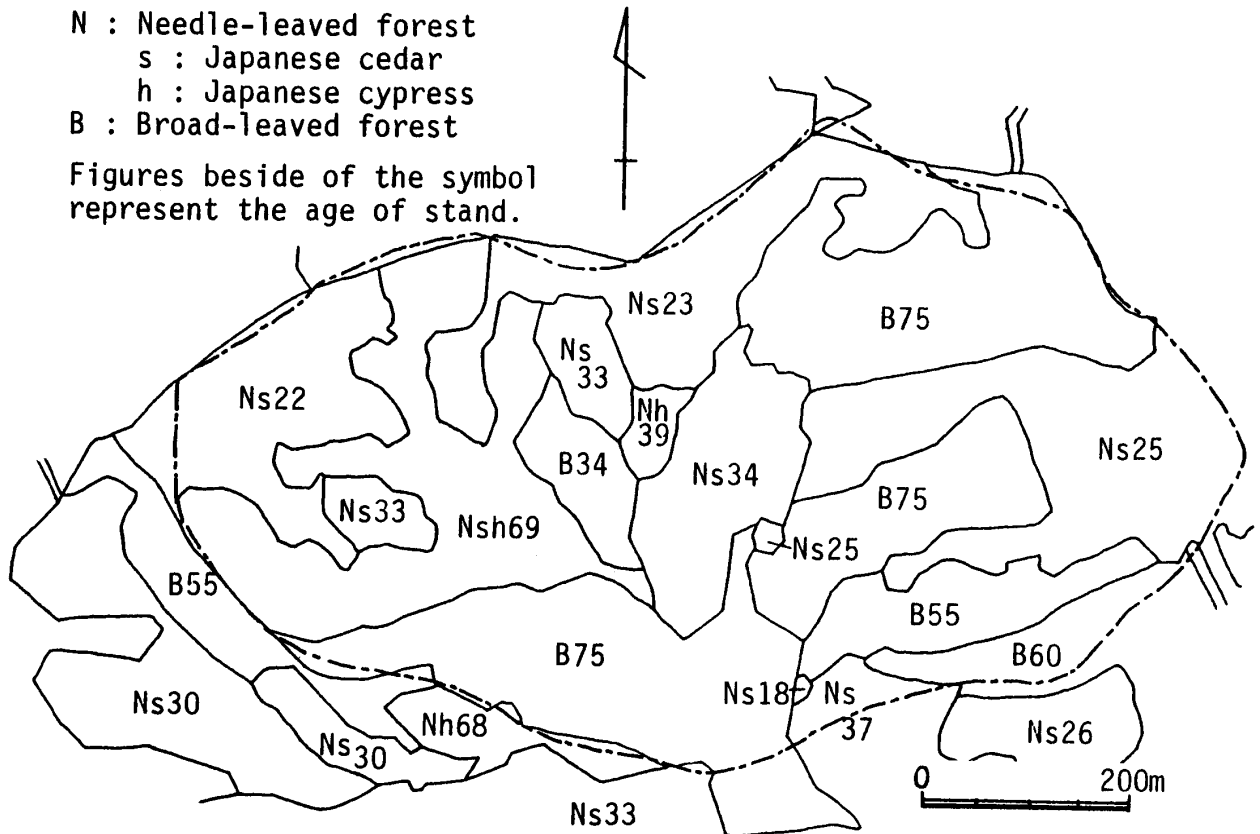 N : Needle-leaved forest
s : Japanese cedar
h : Japanese cypress
B : Broad-leaved forest
Figures beside of the symbol
represent the age of stand.
Ns23
B75
Ns
33
Ns22
Nh
39
B34
Ns34
Ns25
B75
Ns33
Nsh69
Ns25
B55
B55
B75
B60
Ns18
Ns
37
Ns30
Nh68
Ns26
Ns
30
0 200m
Ns33